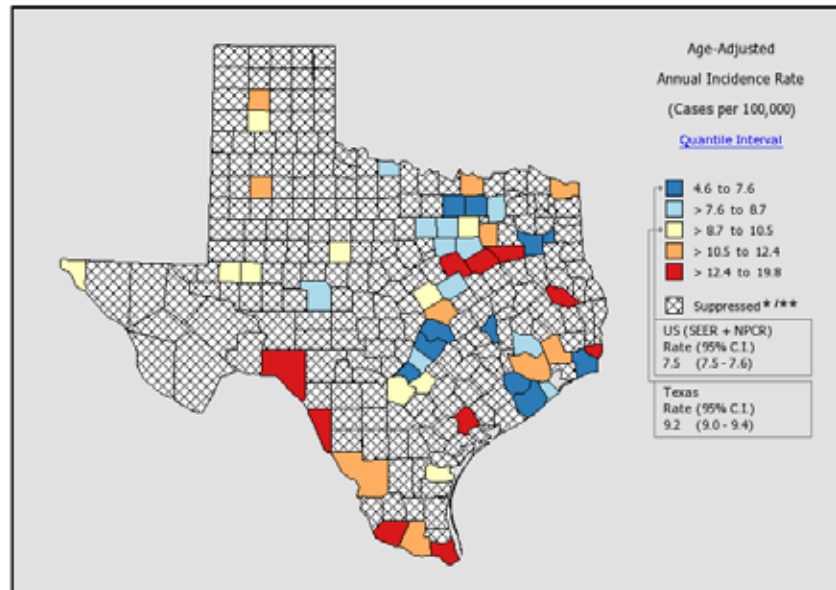 Age-Adjusted
Annual Incidence Rate
(Cases per 100,000)
Quantile Interval
4.6 to 7.6
> 7.6 to 8.7
> 8.7 to 10.5
> 10.5 to 12.4
> 12.4 to 19.8
Suppressed */**
US (SEER + NPCR)
Rate (95% C.I.)
7.5 (7.5 - 7.6)
Texas
Rate (95% C.I.)
9.2 (9.0 - 9.4)